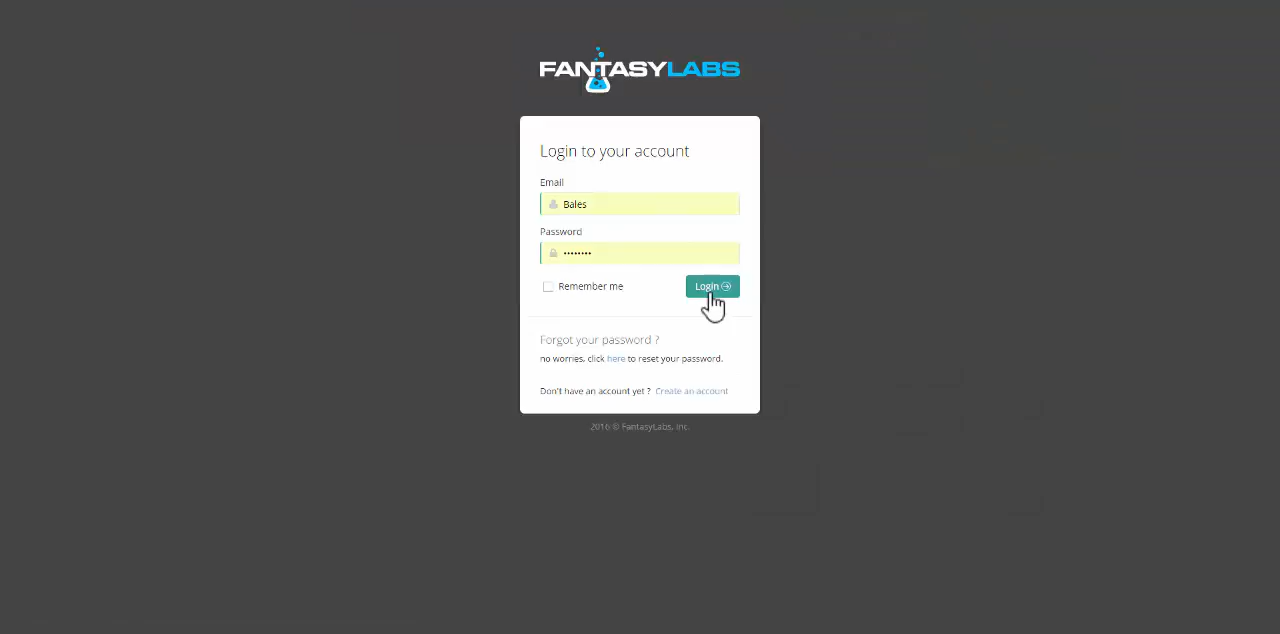 FANTASYLABS
Login to your account
Email
Bales
Password
••••••••
Remember me
Login
Forgot your password ?
no worries, click here to reset your password.
Don't have an account yet ? Create an account
2016 © FantasyLabs, Inc.